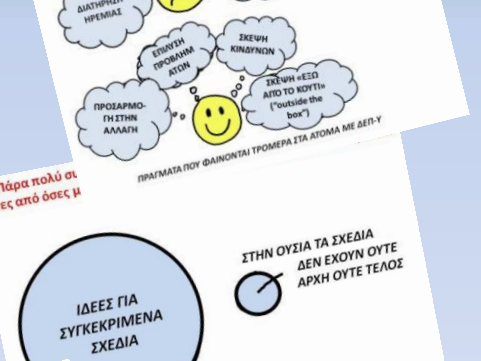 ΔΙΑΤΗΡΗΣΗ
ΗΡΕΜΙΑΣ
ΕΠΙΛΥΣΗ
ΠΡΟΒΛΗΜ
ΑΤΩΝ
ΣΚΕΨΗ
ΚΙΝΔΥΝΩΝ
ΠΡΟΣΑΡΜΟ-
ΓΗ ΣΤΗΝ
ΑΛΛΑΓΗ
ΣΚΕΨΗ «ΕΞΩ
ΑΠΌ ΤΟ ΚΟΥΤΙ»
("outside the
box")
ΠΡΑΓΜΑΤΑ ΠΟΥ ΦΑΙΝΟΝΤΑΙ ΤΡΟΜΕΡΑ ΣΤΑ ΑΤΟΜΑ ΜΕ ΔΕΠ-Υ
Πάρα πολύ
ες από όσες
ΣΤΗΝ ΟΥΣΙΑ ΤΑ ΣΧΕΔΙΑ
ΔΕΝ ΕΧΟΥΝ ΟΥΤΕ
ΑΡΧΗ ΟΥΤΕ ΤΕΛΟΣ
ΙΔΕΕΣ ΓΙΑ
ΣΥΓΚΕΚΡΙΜΕΝΑ
ΣΧΕΔΙΑ